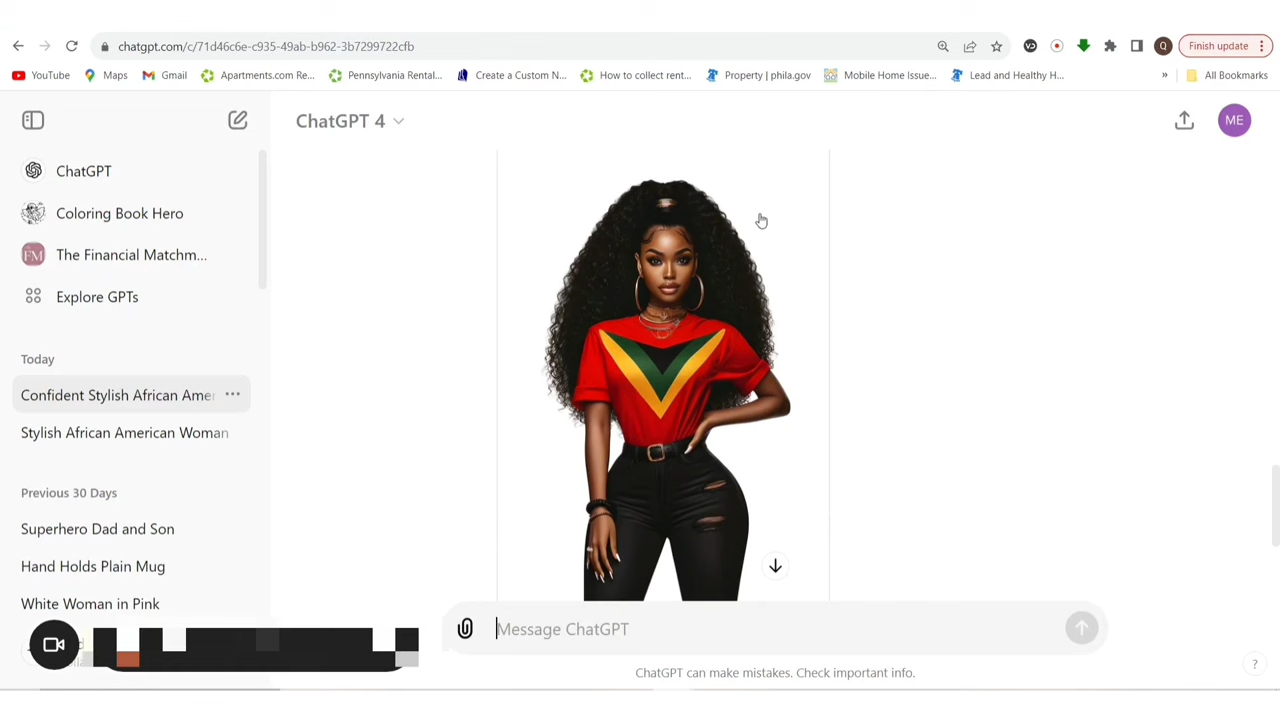 chatgpt.com/c/71d46c6e-c935-49ab-b962-3b7299722cfb
Q
Finish update
YouTube
Maps
Gmail
Apartments.com Re...
Pennsylvania Rental...
Create a Custom N...
How to collect rent...
Property | phila.gov
Mobile Home Issue...
Lead and Healthy H...
»
All Bookmarks
ChatGPT 4
ME
ChatGPT
Coloring Book Hero
FM
The Financial Matchm...
Explore GPTs
Today
Confident Stylish African Amer
Stylish African American Woman
Previous 30 Days
Superhero Dad and Son
Hand Holds Plain Mug
White Woman in Pink
Message ChatGPT
ChatGPT can make mistakes. Check important info.
?